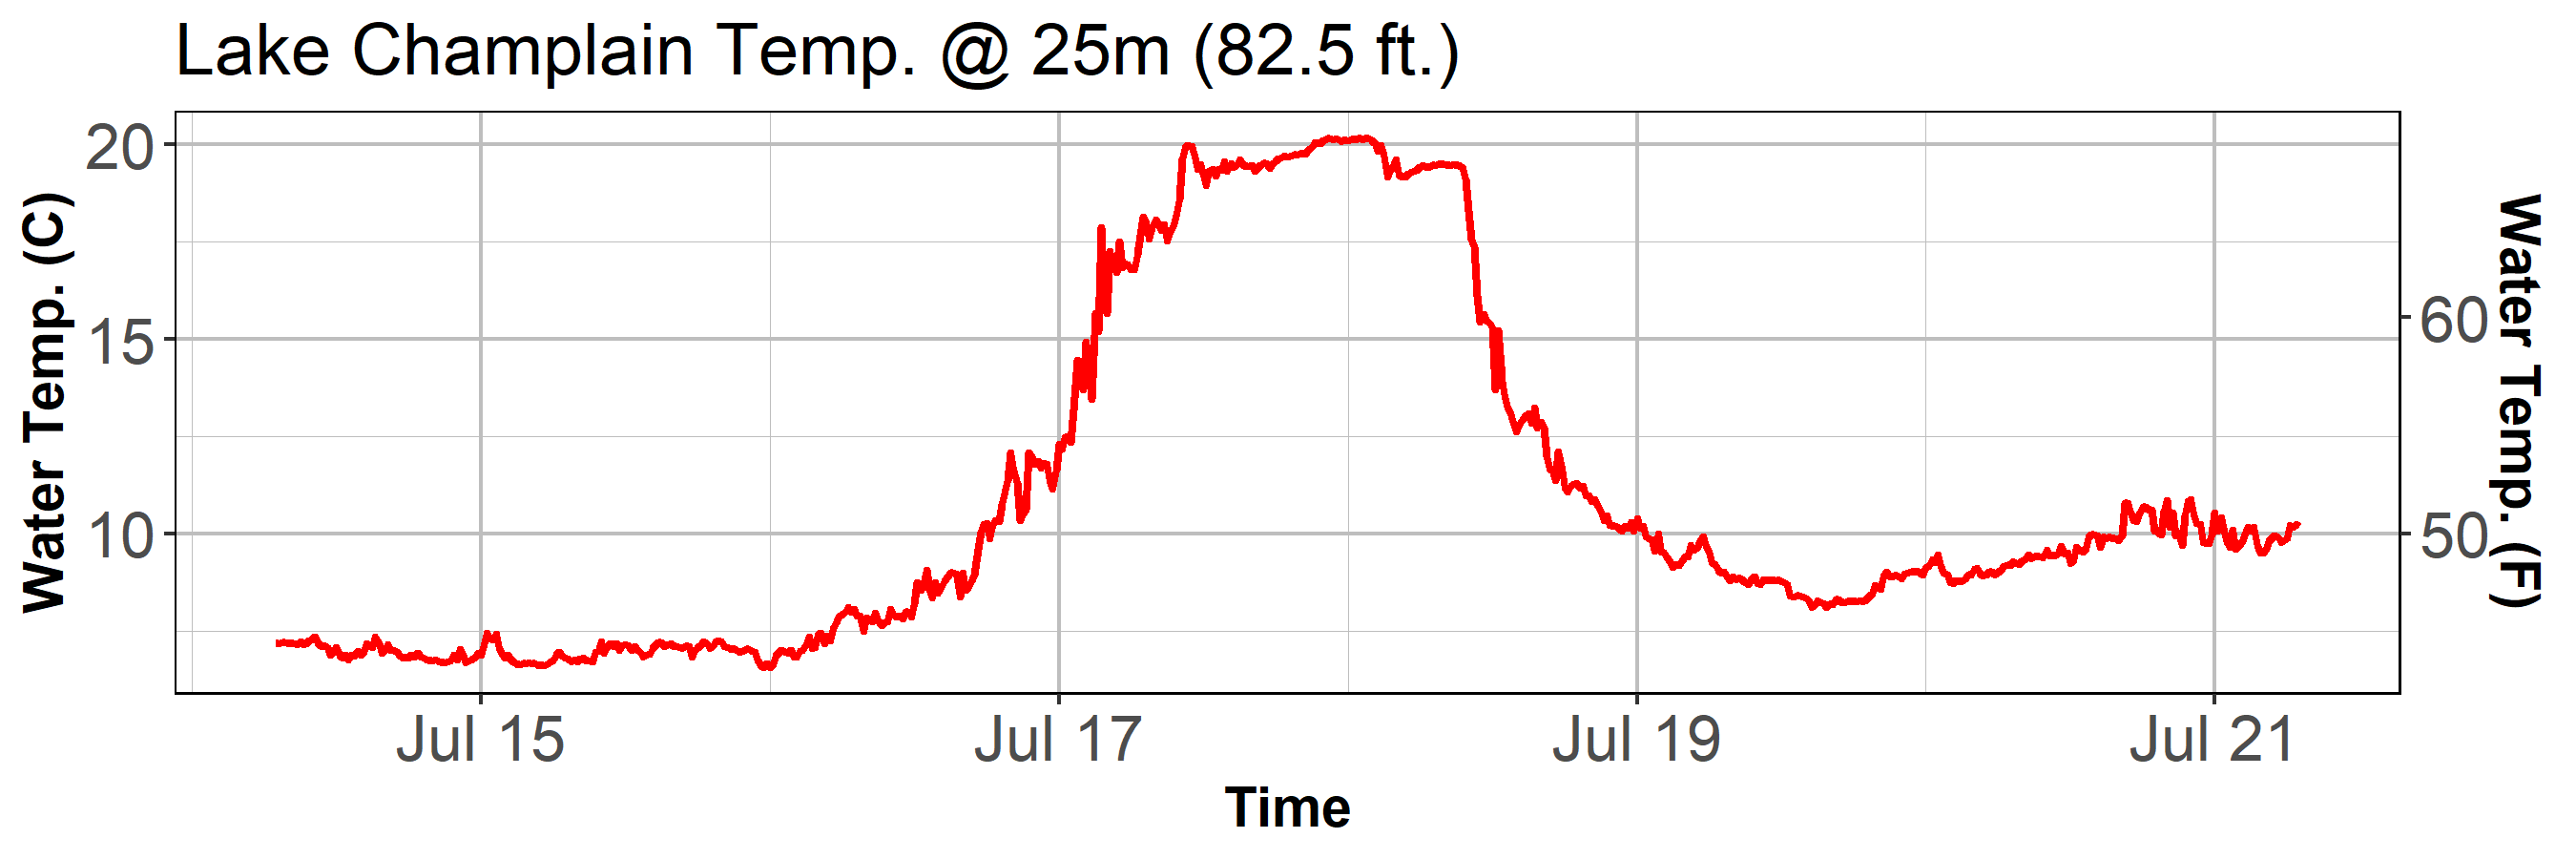 Lake Champlain Temp. @ 25m (82.5 ft.)
Water Temp. (C)
20
15
10
60
50
Water Temp. (F)
Jul 15 Jul 17 Jul 19 Jul 21
Time